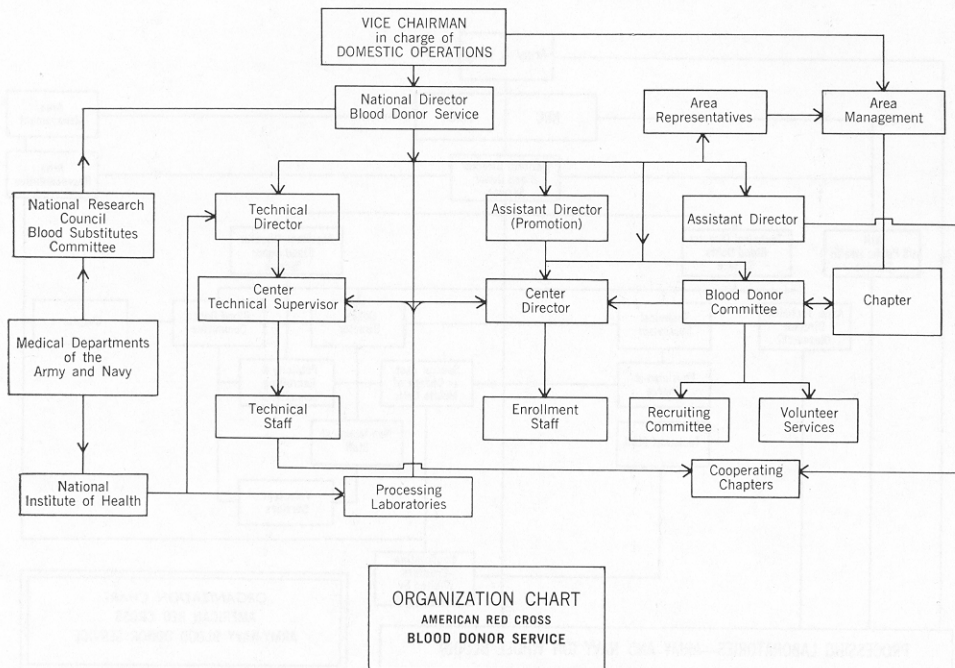 VICE CHAIRMAN
in charge of
DOMESTIC OPERATIONS
National Director
Blood Donor Service
Area
Representatives
Area
Management
National Research
Council
Blood Substitutes
Committee
Technical
Director
Assistant Director
(Promotion)
Assistant Director
Center
Technical Supervisor
Center
Director
Blood Donor
Committee
Chapter
Medical Departments
of the
Army and Navy
Technical
Staff
Enrollment
Staff
Recruiting
Committee
Volunteer
Services
National
Institute of Health
Processing
Laboratories
Cooperating
Chapters
ORGANIZATION CHART
AMERICAN RED CROSS
BLOOD DONOR SERVICE